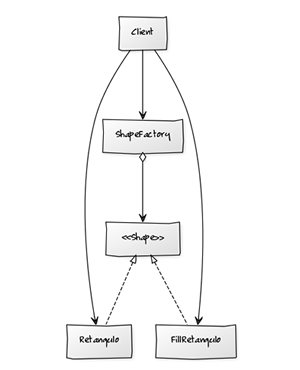 Client
ShapeFactory
<<Shape>>
Retangulo
FillRetangulo